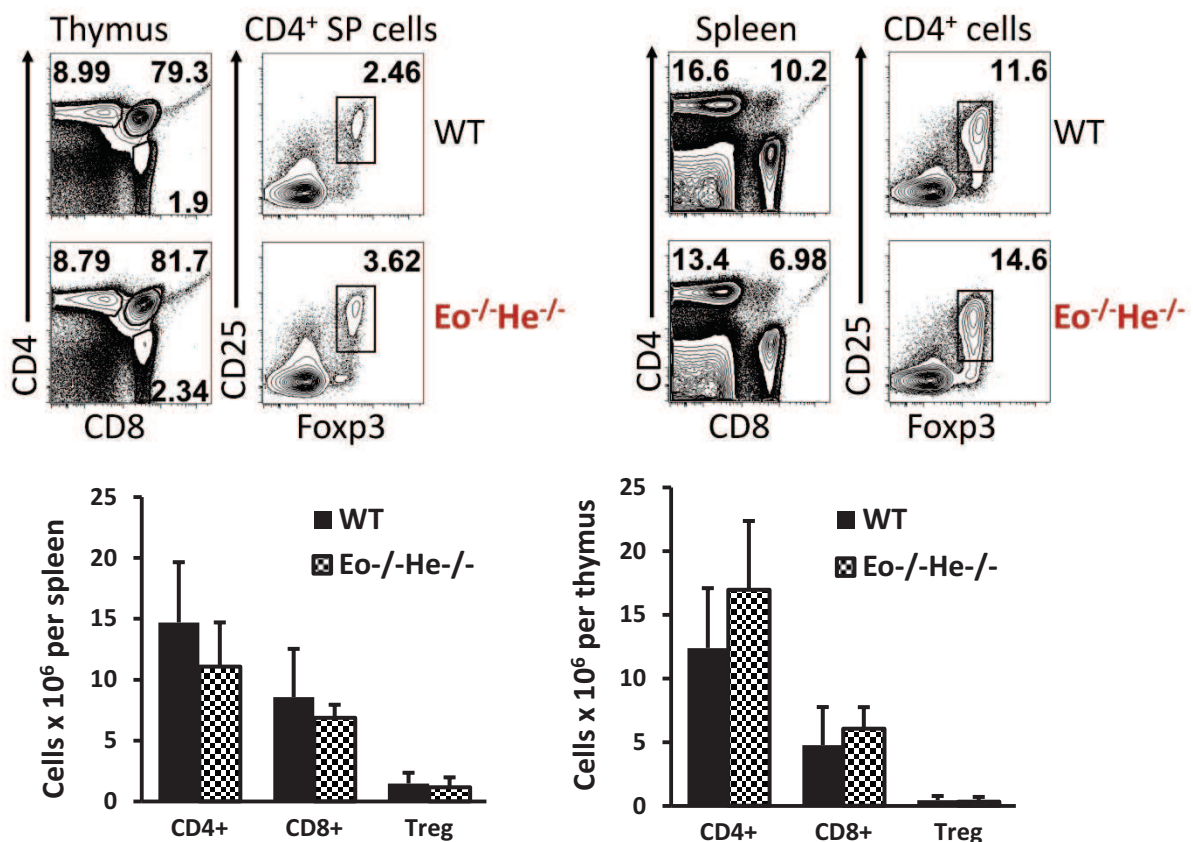 Thymus
CD4⁺ SP cells
Spleen
CD4⁺ cells
8.99 79.3
2.46
16.6 10.2
11.6
WT
WT
1.9
8.79 81.7
3.62
13.4 6.98
14.6
Eo⁻/⁻He⁻/⁻
Eo⁻/⁻He⁻/⁻
2.34
CD4
CD25
CD4
CD25
CD8
Foxp3
CD8
Foxp3
Cells x 10⁶ per spleen
25
20
15
10
5
0
WT
Eo-/-He-/-
CD4+ CD8+ Treg
Cells x 10⁶ per thymus
25
20
15
10
5
0
WT
Eo-/-He-/-
CD4+ CD8+ Treg